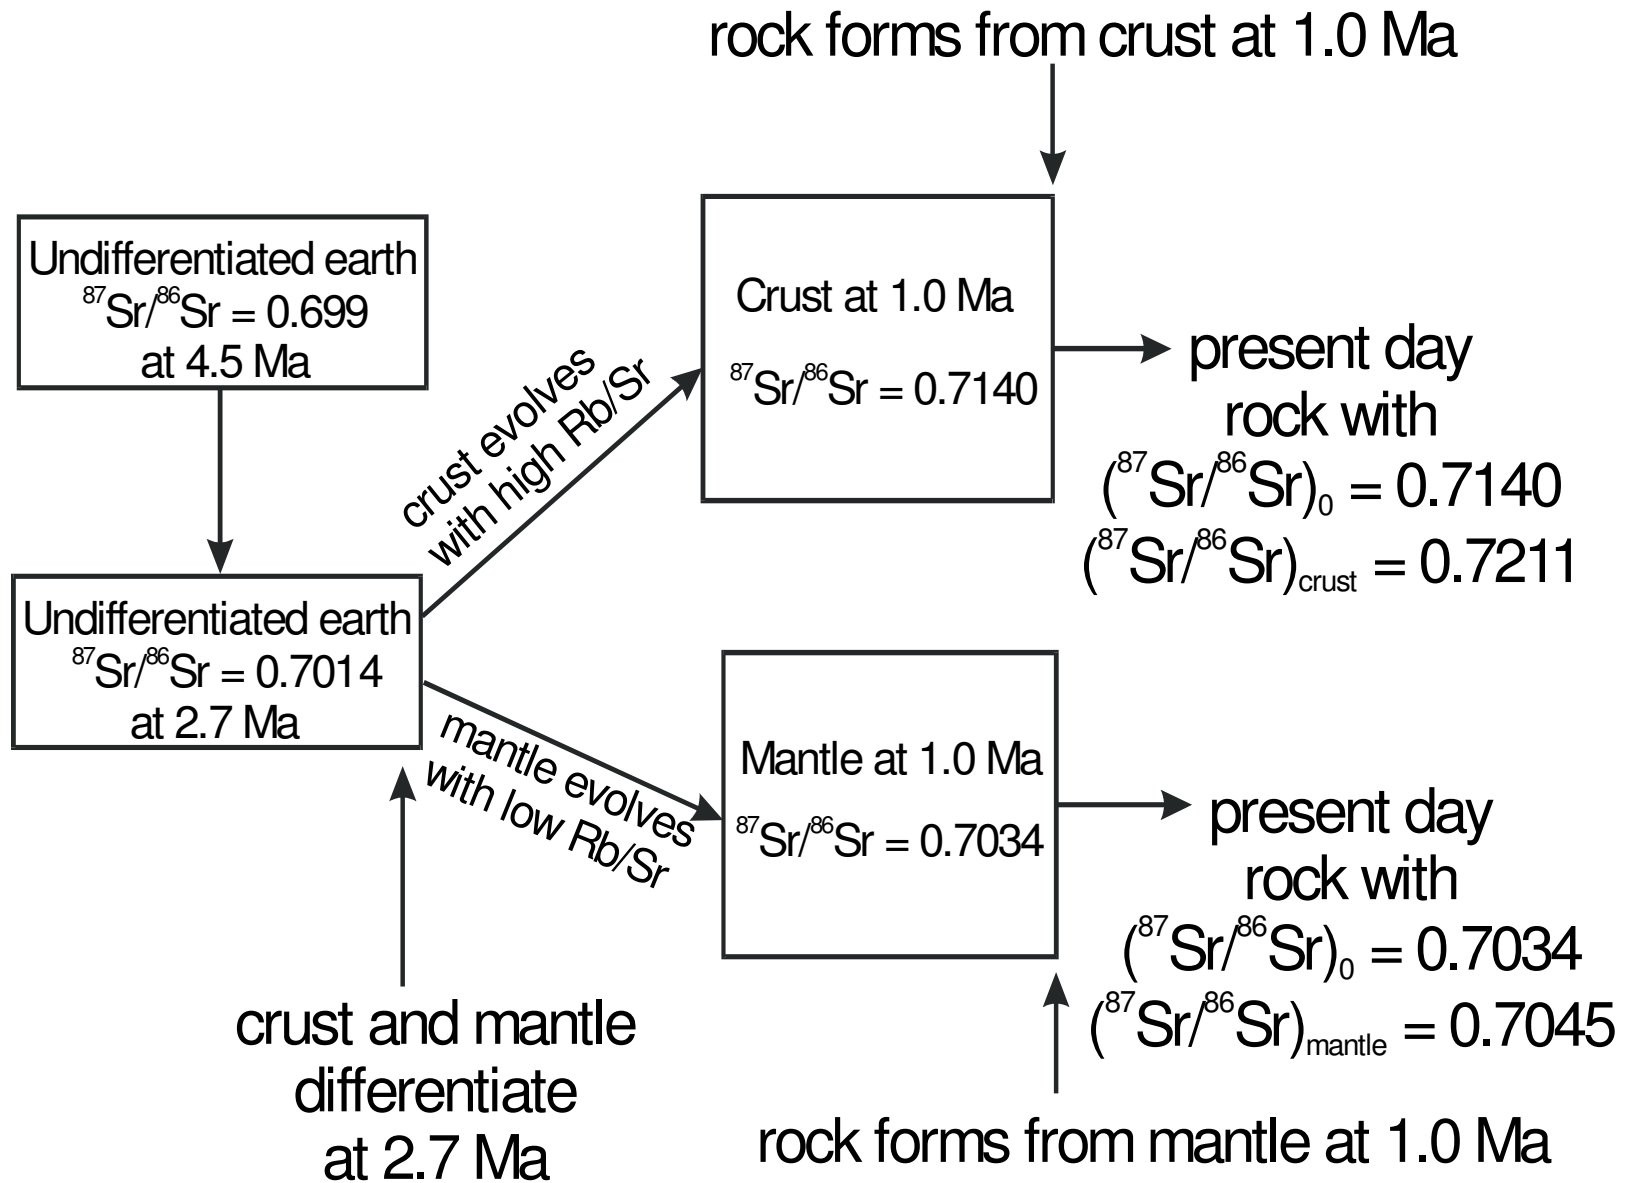 rock forms from crust at 1.0 Ma
Undifferentiated earth
⁸⁷Sr/⁸⁶Sr = 0.699
at 4.5 Ma
crust evolves
with high Rb/Sr
Crust at 1.0 Ma
⁸⁷Sr/⁸⁶Sr = 0.7140
present day
rock with
(⁸⁷Sr/⁸⁶Sr)₀ = 0.7140
(⁸⁷Sr/⁸⁶Sr)crust = 0.7211
Undifferentiated earth
⁸⁷Sr/⁸⁶Sr = 0.7014
at 2.7 Ma
mantle evolves
with low Rb/Sr
Mantle at 1.0 Ma
⁸⁷Sr/⁸⁶Sr = 0.7034
present day
rock with
(⁸⁷Sr/⁸⁶Sr)₀ = 0.7034
(⁸⁷Sr/⁸⁶Sr)mantle = 0.7045
crust and mantle
differentiate
at 2.7 Ma
rock forms from mantle at 1.0 Ma